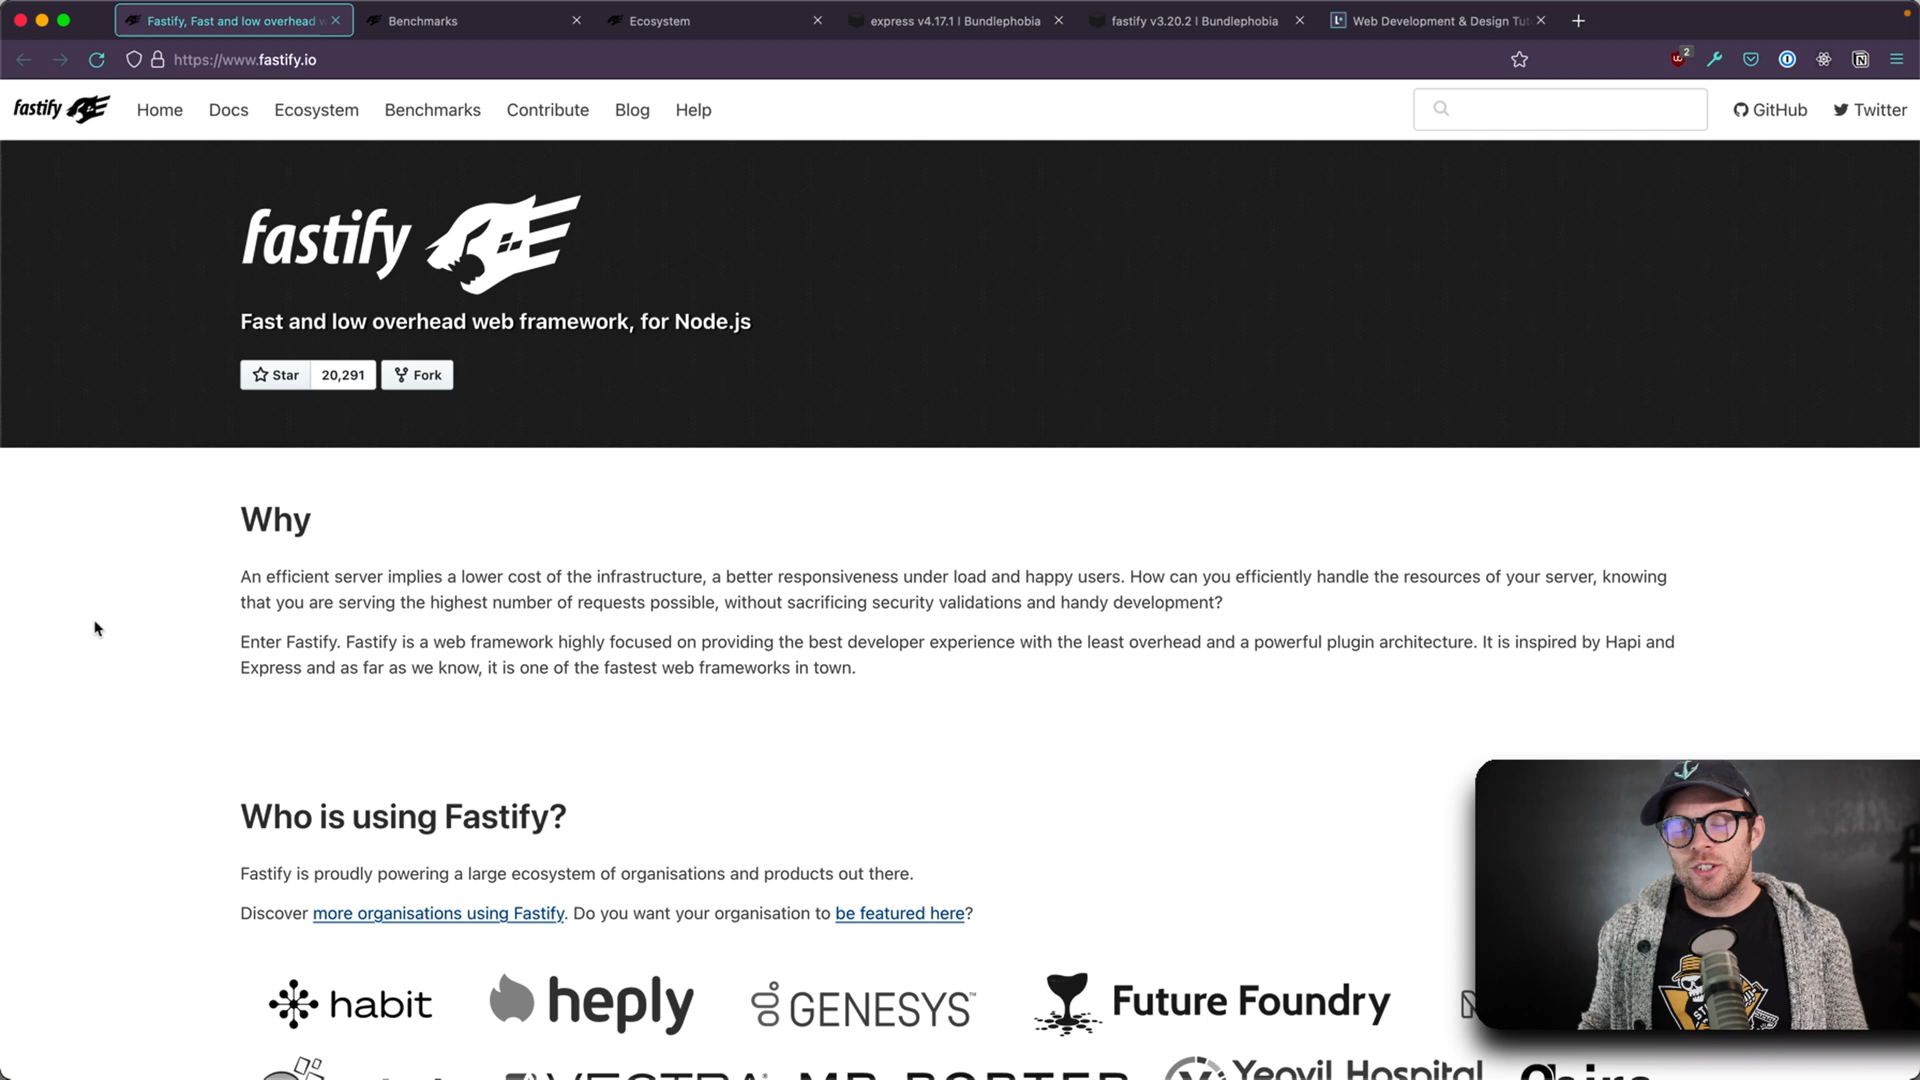 Fastify, Fast and low overhead w
Benchmarks
Ecosystem
express v4.17.1 | Bundlephobia
fastify v3.20.2 | Bundlephobia
Web Development & Design Tut
https://www.fastify.io
2
fastify
Home
Docs
Ecosystem
Benchmarks
Contribute
Blog
Help
GitHub
Twitter
fastify
Fast and low overhead web framework, for Node.js
Star
20,291
Fork
Why
An efficient server implies a lower cost of the infrastructure, a better responsiveness under load and happy users. How can you efficiently handle the resources of your server, knowing
that you are serving the highest number of requests possible, without sacrificing security validations and handy development?
Enter Fastify. Fastify is a web framework highly focused on providing the best developer experience with the least overhead and a powerful plugin architecture. It is inspired by Hapi and
Express and as far as we know, it is one of the fastest web frameworks in town.
Who is using Fastify?
Fastify is proudly powering a large ecosystem of organisations and products out there.
Discover more organisations using Fastify. Do you want your organisation to be featured here?
habit
heply
GENESYS™
Future Foundry
VECTRA
MR PORTER
Yeovil Hospital